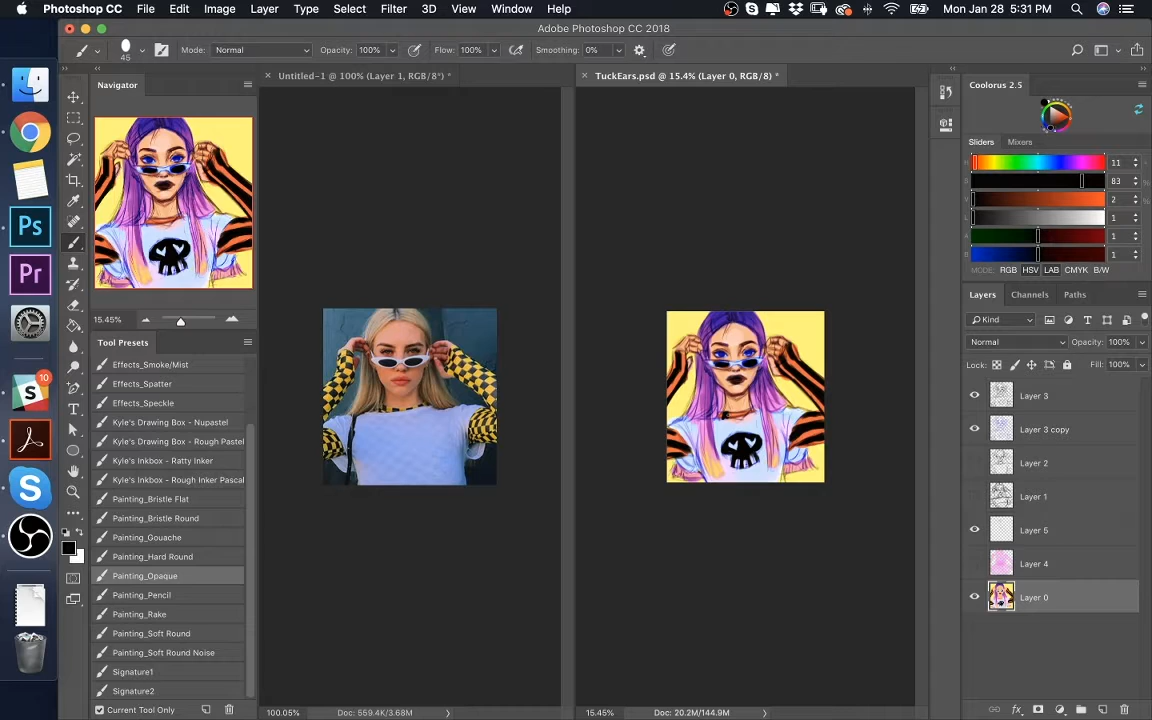 Photoshop CC File Edit Image Layer Type Select Filter 3D View Window Help Mon Jan 28 5:31 PM
Adobe Photoshop CC 2018
45 Mode: Normal Opacity: 100% Flow: 100% Smoothing: 0%
Navigator
Untitled-1 @ 100% (Layer 1, RGB/8*) *
TuckEars.psd @ 15.4% (Layer 0, RGB/8) *
Coolorus 2.5
Sliders Mixers
11
83
2
1
1
1
MODE: RGB HSV LAB CMYK B/W
Layers Channels Paths
Kind
Normal Opacity: 100%
Lock: Fill: 100%
Layer 3
Layer 3 copy
Layer 2
Layer 1
Layer 5
Layer 4
Layer 0
15.45%
Tool Presets
Effects_Smoke/Mist
Effects_Spatter
Effects_Speckle
Kyle's Drawing Box - Nupastel
Kyle's Drawing Box - Rough Pastel
Kyle's Inkbox - Ratty Inker
Kyle's Inkbox - Rough Inker Pascal
Painting_Bristle Flat
Painting_Bristle Round
Painting_Gouache
Painting_Hard Round
Painting_Opaque
Painting_Pencil
Painting_Rake
Painting_Soft Round
Painting_Soft Round Noise
Signature1
Signature2
Current Tool Only
100.05% Doc: 559.4K/3.68M
15.45% Doc: 20.2M/144.9M
Ps
Pr
10